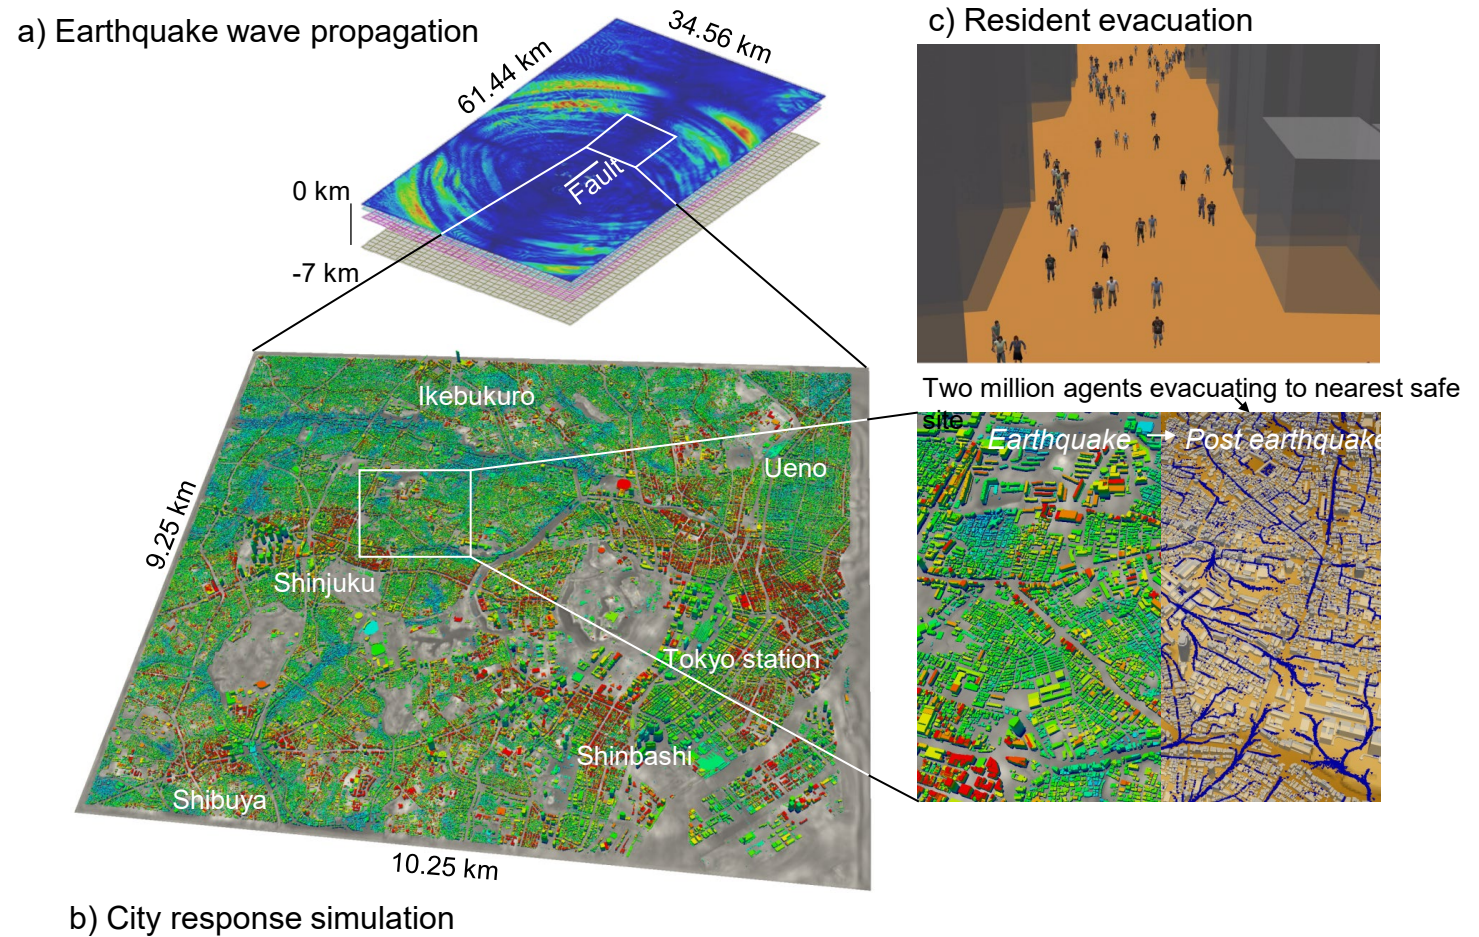 a) Earthquake wave propagation
61.44 km
34.56 km
0 km
-7 km
Fault
c) Resident evacuation
Two million agents evacuating to nearest safe
site
Earthquake
Post earthquake
Ikebukuro
Ueno
9.25 km
Shinjuku
Tokyo station
Shinbashi
Shibuya
10.25 km
b) City response simulation